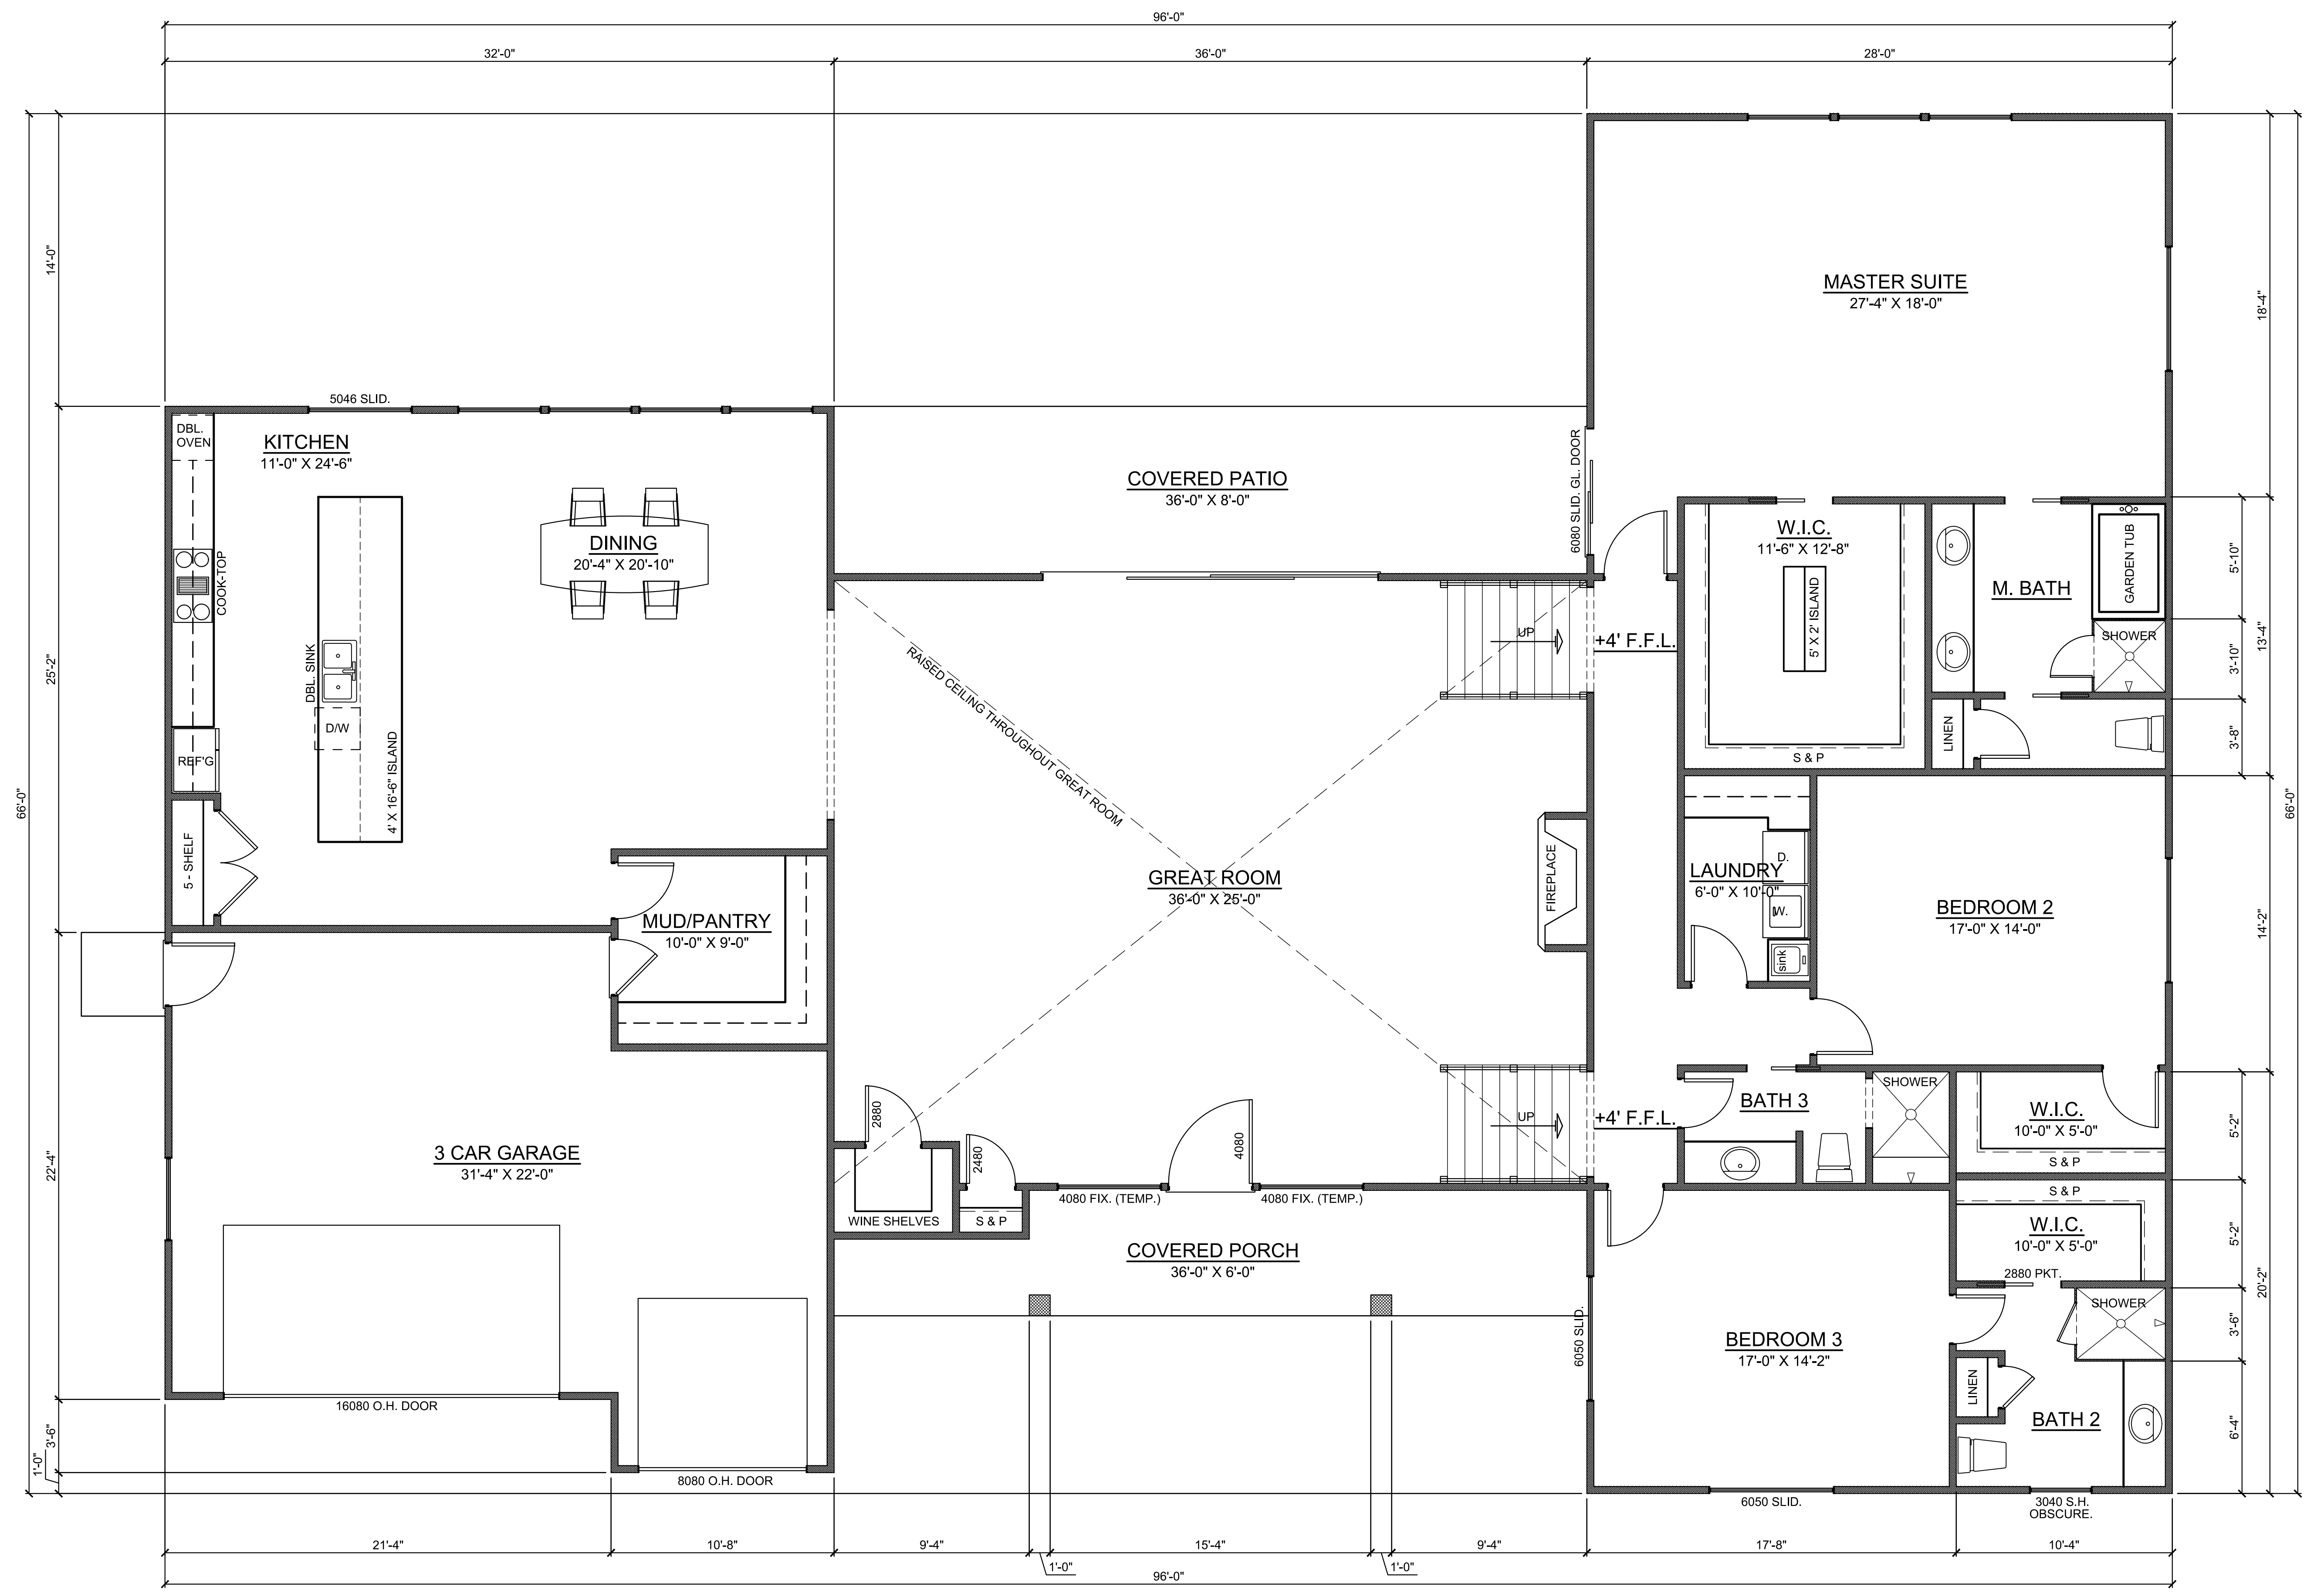 96'-0"
32'-0"
36'-0"
28'-0"
14'-0"
25'-2"
66'-0"
22'-4"
3'-6"
1'-0"
5046 SLID.
DBL.
OVEN
KITCHEN
11'-0" X 24'-6"
COOK-TOP
DBL. SINK
D/W
REF'G
4' X 16'-6" ISLAND
5 - SHELF
DINING
20'-4" X 20'-10"
MUD/PANTRY
10'-0" X 9'-0"
3 CAR GARAGE
31'-4" X 22'-0"
16080 O.H. DOOR
8080 O.H. DOOR
COVERED PATIO
36'-0" X 8'-0"
6080 SLID. GL. DOOR
RAISED CEILING THROUGHOUT GREAT ROOM
GREAT ROOM
36'-0" X 25'-0"
FIREPLACE
UP
+4' F.F.L.
UP
+4' F.F.L.
2880
2480
4080
WINE SHELVES
S & P
4080 FIX. (TEMP.)
4080 FIX. (TEMP.)
COVERED PORCH
36'-0" X 6'-0"
MASTER SUITE
27'-4" X 18'-0"
W.I.C.
11'-6" X 12'-8"
5' X 2' ISLAND
S & P
M. BATH
GARDEN TUB
SHOWER
LINEN
LAUNDRY
6'-0" X 10'-0"
D.
W.
sink
BEDROOM 2
17'-0" X 14'-0"
BATH 3
SHOWER
W.I.C.
10'-0" X 5'-0"
S & P
S & P
W.I.C.
10'-0" X 5'-0"
2880 PKT.
SHOWER
BEDROOM 3
17'-0" X 14'-2"
6050 SLID.
LINEN
BATH 2
6050 SLID.
3040 S.H.
OBSCURE.
18'-4"
5'-10"
13'-4"
3'-10"
3'-8"
66'-0"
14'-2"
5'-2"
5'-2"
20'-2"
3'-6"
6'-4"
21'-4"
10'-8"
9'-4"
1'-0"
15'-4"
1'-0"
9'-4"
17'-8"
10'-4"
96'-0"